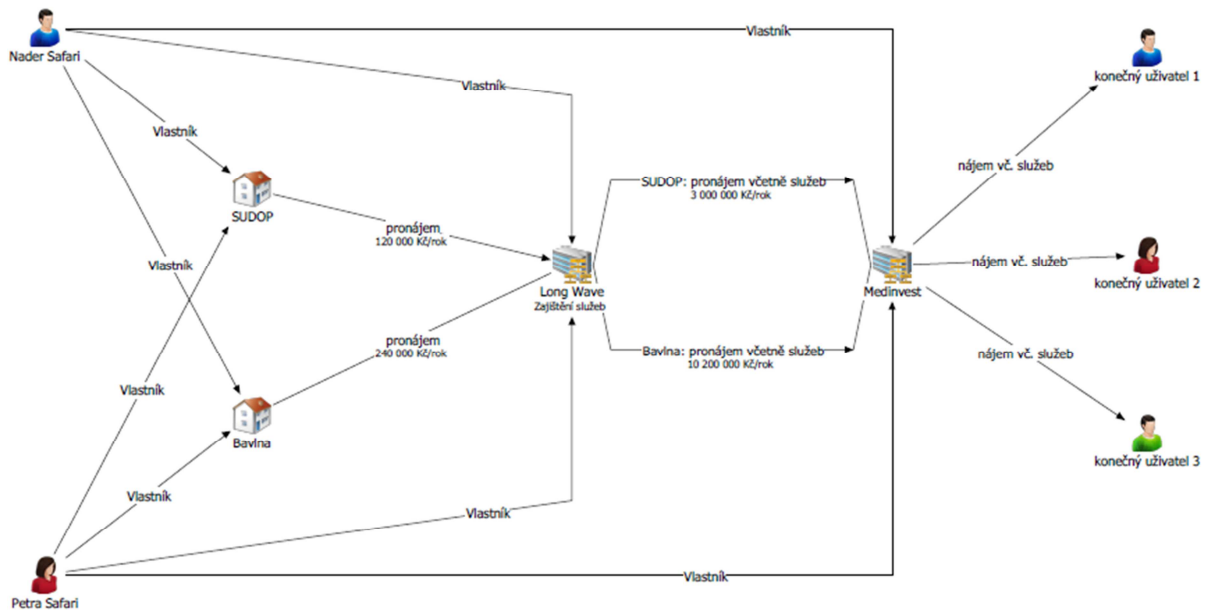 Vlastník
Nader Safari
konečný uživatel 1
Vlastník
Vlastník
nájem vč. služeb
SUDOP: pronájem včetně služeb
3 000 000 Kč/rok
SUDOP
pronájem
120 000 Kč/rok
Vlastník
nájem vč. služeb
konečný uživatel 2
Long Wave
Zajištění služeb
Medinvest
pronájem
240 000 Kč/rok
Bavlna: pronájem včetně služeb
10 200 000 Kč/rok
nájem vč. služeb
Vlastník
Bavlna
konečný uživatel 3
Vlastník
Vlastník
Vlastník
Petra Safari